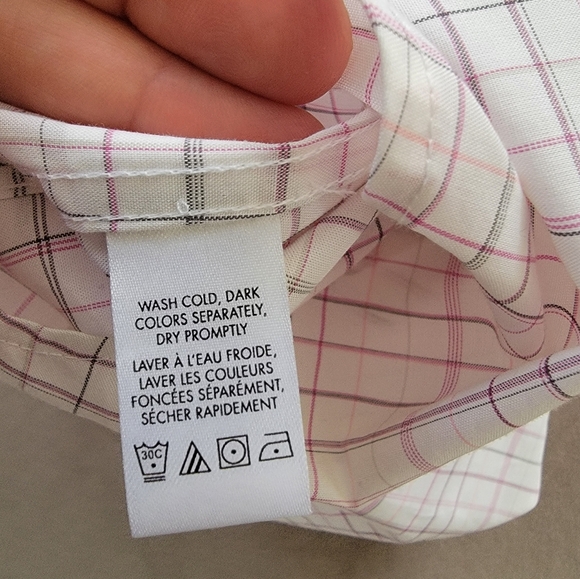 WASH COLD, DARK
COLORS SEPARATELY,
DRY PROMPTLY
LAVER À L'EAU FROIDE,
LAVER LES COULEURS
FONCÉES SÉPARÉMENT,
SÉCHER RAPIDEMENT
30C